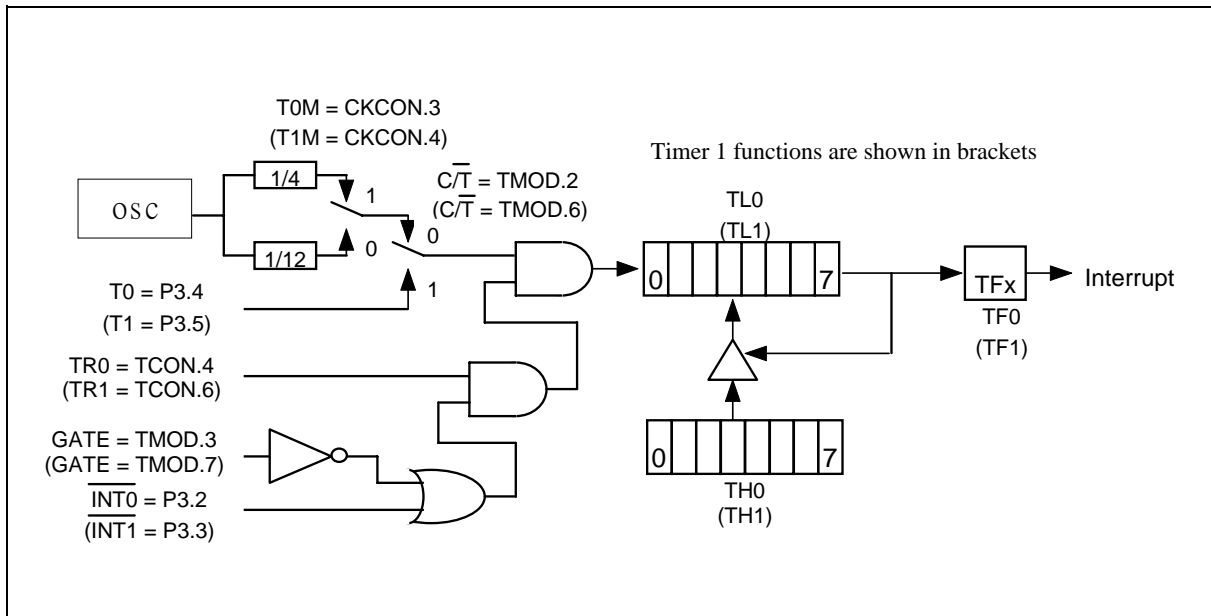 T0M = CKCON.3
(T1M = CKCON.4)
Timer 1 functions are shown in brackets
1/4
1
C/T̅ = TMOD.2
(C/T̅ = TMOD.6)
OSC
0
1/12
0
TL0
(TL1)
0 7
TFx
Interrupt
TF0
(TF1)
T0 = P3.4
(T1 = P3.5)
1
TR0 = TCON.4
(TR1 = TCON.6)
GATE = TMOD.3
(GATE = TMOD.7)
I̅N̅T̅0̅ = P3.2
(I̅N̅T̅1̅ = P3.3)
0 7
TH0
(TH1)